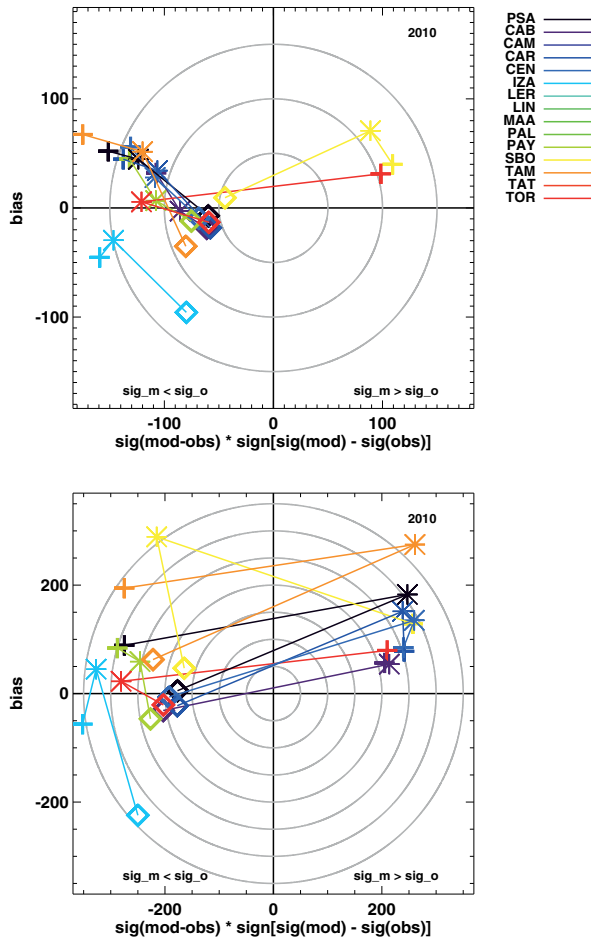 2010
PSA
CAB
CAM
CAR
CEN
IZA
LER
LIN
MAA
PAL
PAY
SBO
TAM
TAT
TOR
100
0
-100
bias
sig_m < sig_o
sig_m > sig_o
-100
0
100
sig(mod-obs) * sign[sig(mod) - sig(obs)]
2010
200
0
-200
bias
sig_m < sig_o
sig_m > sig_o
-200
0
200
sig(mod-obs) * sign[sig(mod) - sig(obs)]